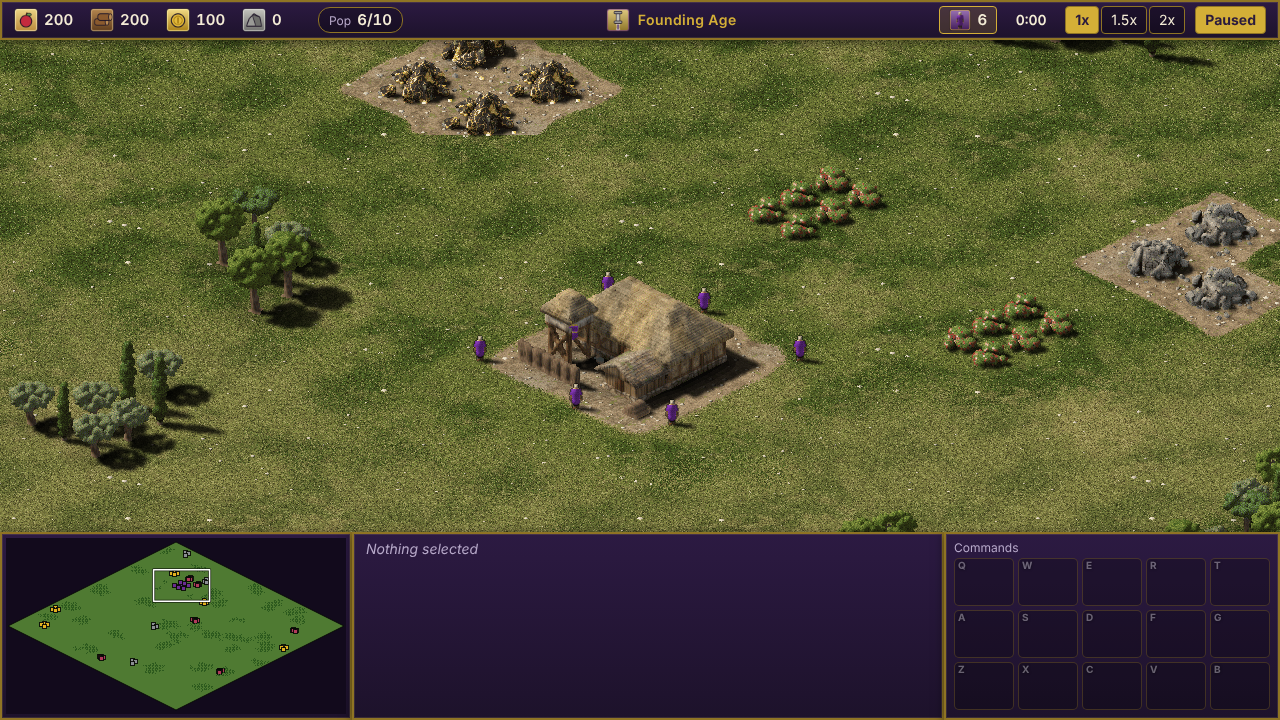 200 200 100 0 Pop 6/10 Founding Age 6 0:00 1x 1.5x 2x Paused
Nothing selected
Commands
Q W E R T
A S D F G
Z X C V B